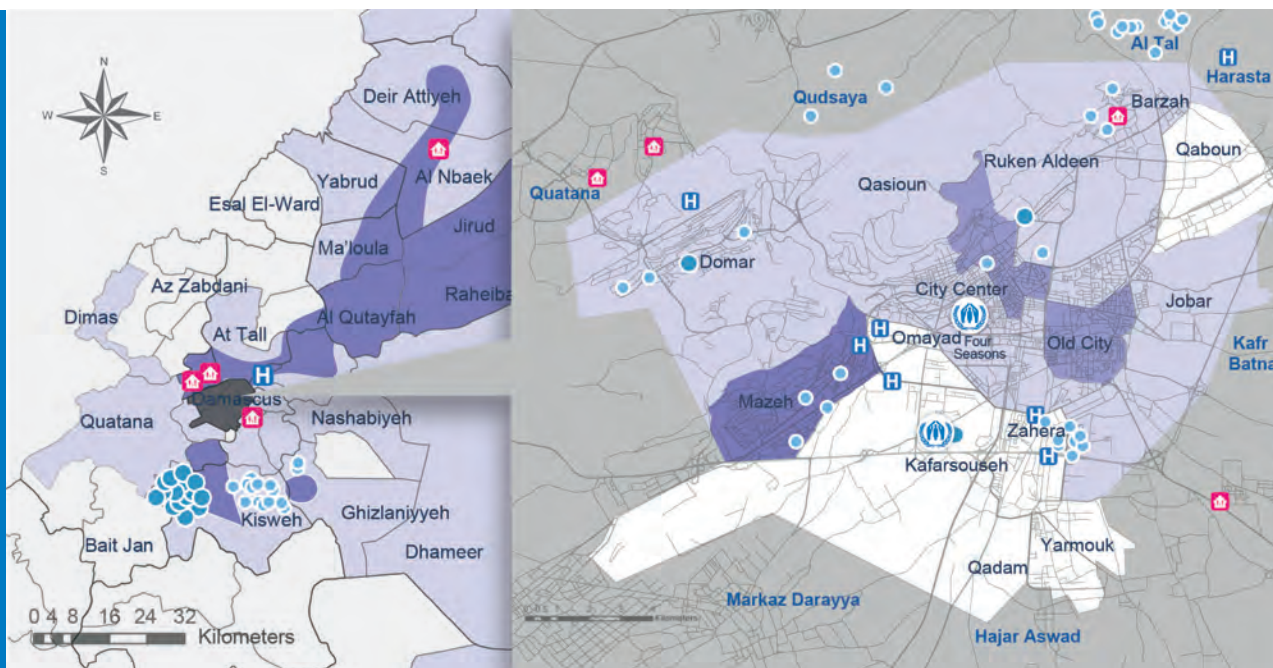 N
W
E
S
Deir Attiyeh
Al Nbaek
Yabrud
Esal El-Ward
Jirud
Ma'loula
Az Zabdani
Raheiba
Dimas
Al Qutayfah
At Tall
H
Damascus
Quatana
Nashabiyeh
Kisweh
Ghizlaniyyeh
Bait Jan
Dhameer
0 4 8 16 24 32
Kilometers
Al Tal
H
Harasta
Qudsaya
Barzah
Qaboun
Ruken Aldeen
Quatana
Qasioun
H
Domar
City Center
Jobar
H
Omayad
Four
Seasons
Old City
Kafr
Batna
H
H
Mazeh
H
Zahera
H
Kafarsouseh
Yarmouk
Qadam
Markaz Darayya
Hajar Aswad
Kilometers